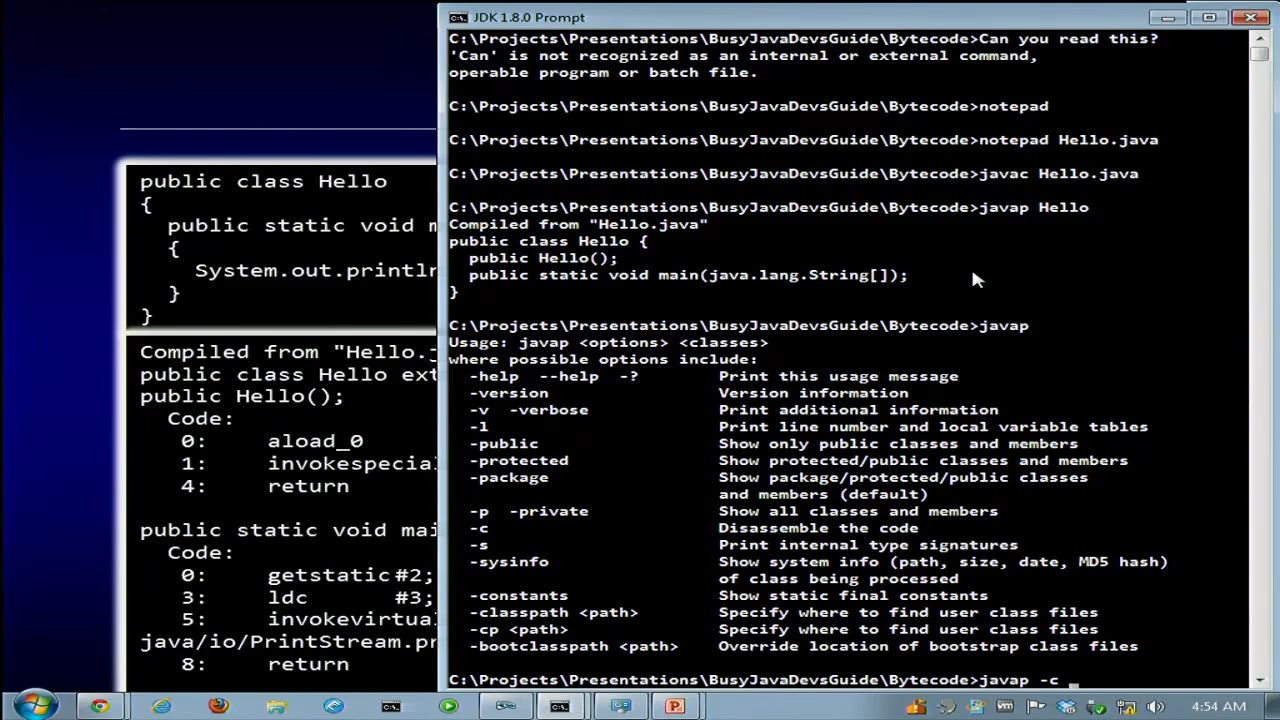 JDK 1.8.0 Prompt
C:\Projects\Presentations\BusyJavaDevsGuide\Bytecode>Can you read this?
'Can' is not recognized as an internal or external command,
operable program or batch file.
C:\Projects\Presentations\BusyJavaDevsGuide\Bytecode>notepad
C:\Projects\Presentations\BusyJavaDevsGuide\Bytecode>notepad Hello.java
C:\Projects\Presentations\BusyJavaDevsGuide\Bytecode>javac Hello.java
C:\Projects\Presentations\BusyJavaDevsGuide\Bytecode>javap Hello
Compiled from "Hello.java"
public class Hello {
  public Hello();
  public static void main(java.lang.String[]);
}
C:\Projects\Presentations\BusyJavaDevsGuide\Bytecode>javap
Usage: javap <options> <classes>
where possible options include:
  -help  --help  -?        Print this usage message
  -version                 Version information
  -v  -verbose             Print additional information
  -l                       Print line number and local variable tables
  -public                  Show only public classes and members
  -protected               Show protected/public classes and members
  -package                 Show package/protected/public classes
                           and members (default)
  -p  -private             Show all classes and members
  -c                       Disassemble the code
  -s                       Print internal type signatures
  -sysinfo                 Show system info (path, size, date, MD5 hash)
                           of class being processed
  -constants               Show static final constants
  -classpath <path>        Specify where to find user class files
  -cp <path>               Specify where to find user class files
  -bootclasspath <path>    Override location of bootstrap class files
C:\Projects\Presentations\BusyJavaDevsGuide\Bytecode>javap -c _
public class Hello
{
  public static void m
  {
    System.out.println
  }
}
Compiled from "Hello.j
public class Hello ext
public Hello();
  Code:
   0:     aload_0
   1:     invokespecial
   4:     return
public static void mai
  Code:
   0:     getstatic #2;
   3:     ldc     #3;
   5:     invokevirtual
java/io/PrintStream.pr
   8:     return
4:54 AM